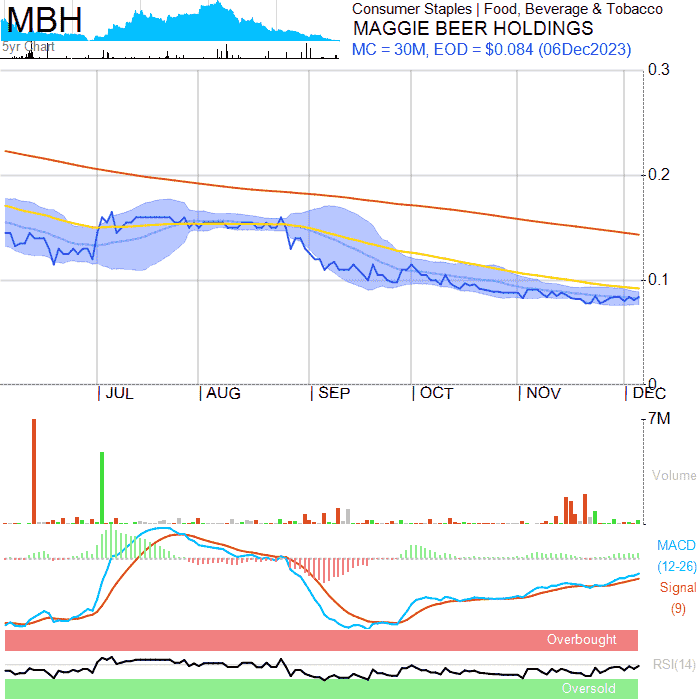 MBH
5yr Chart
Consumer Staples | Food, Beverage & Tobacco
MAGGIE BEER HOLDINGS
MC = 30M, EOD = $0.084 (06Dec2023)
0.3
0.2
0.1
0
JUL AUG SEP OCT NOV DEC
7M
Volume
MACD
(12-26)
Signal
(9)
Overbought
RSI(14)
Oversold